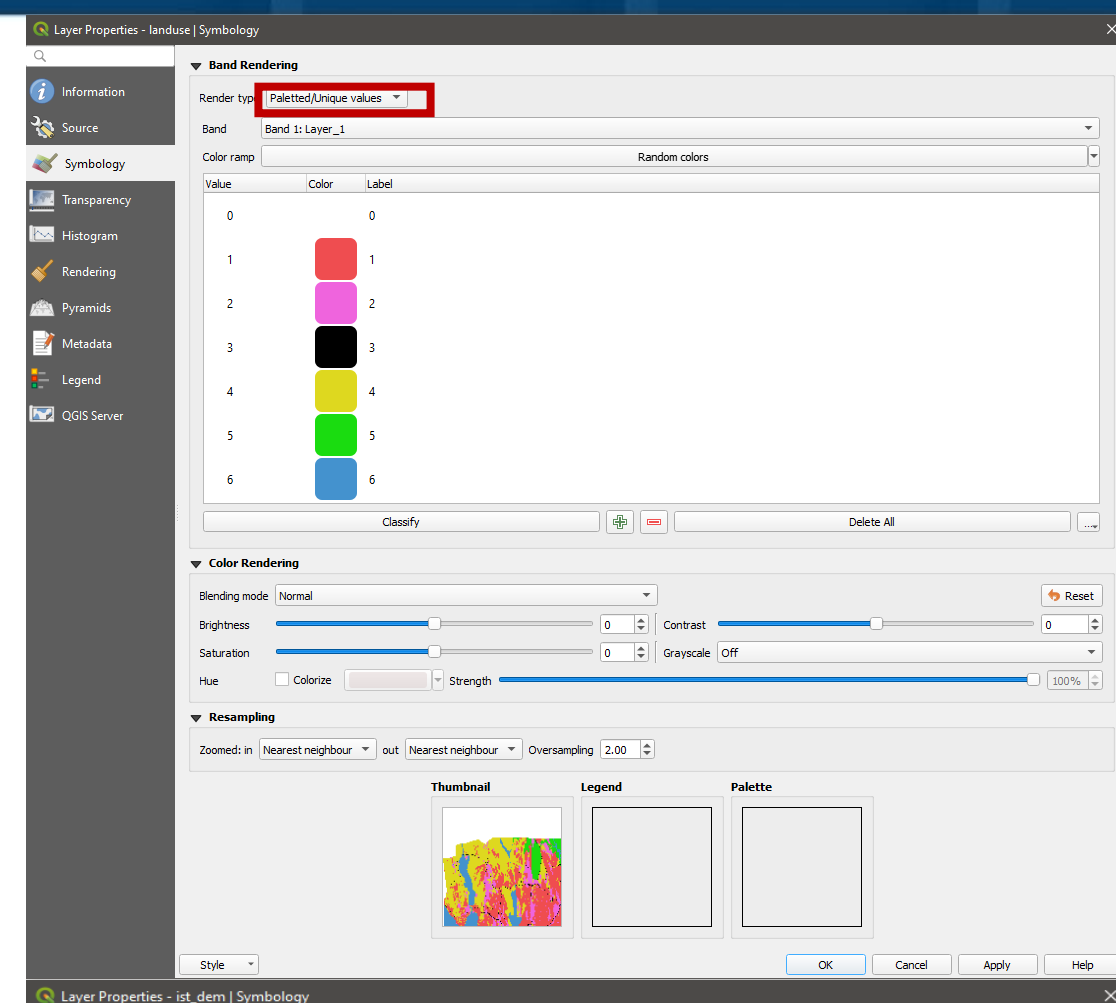 Layer Properties - landuse | Symbology
Information
Source
Symbology
Transparency
Histogram
Rendering
Pyramids
Metadata
Legend
QGIS Server
Band Rendering
Render type Paletted/Unique values
Band Band 1: Layer_1
Color ramp Random colors
Value Color Label
0 0
1 1
2 2
3 3
4 4
5 5
6 6
Classify Delete All ...
Color Rendering
Blending mode Normal Reset
Brightness 0 Contrast 0
Saturation 0 Grayscale Off
Hue Colorize Strength 100%
Resampling
Zoomed: in Nearest neighbour out Nearest neighbour Oversampling 2.00
Thumbnail Legend Palette
Style OK Cancel Apply Help
Layer Properties - ist_dem | Symbology